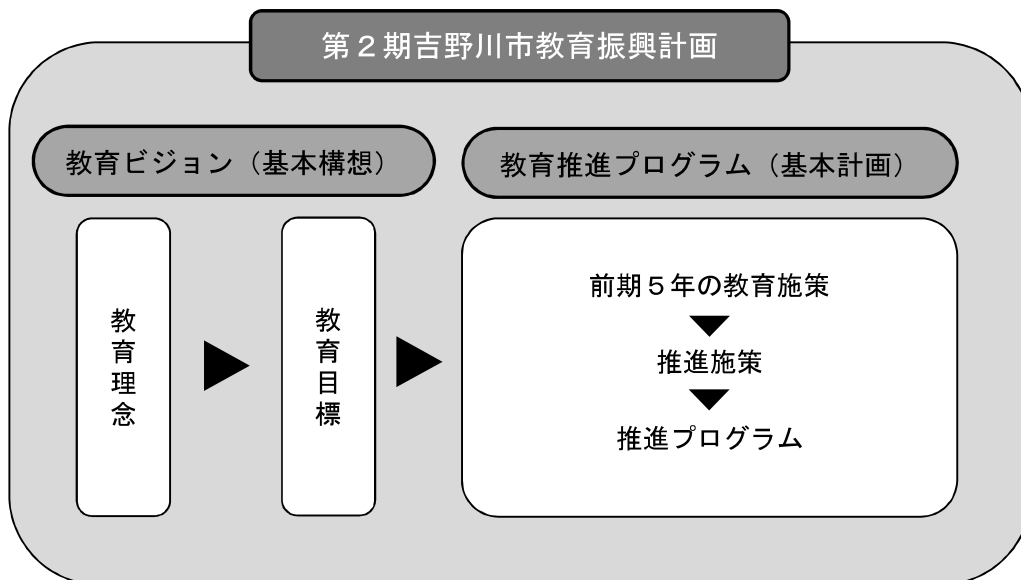 第２期吉野川市教育振興計画
教育ビジョン（基本構想）
教育推進プログラム（基本計画）
教育理念
教育目標
前期５年の教育施策
推進施策
推進プログラム